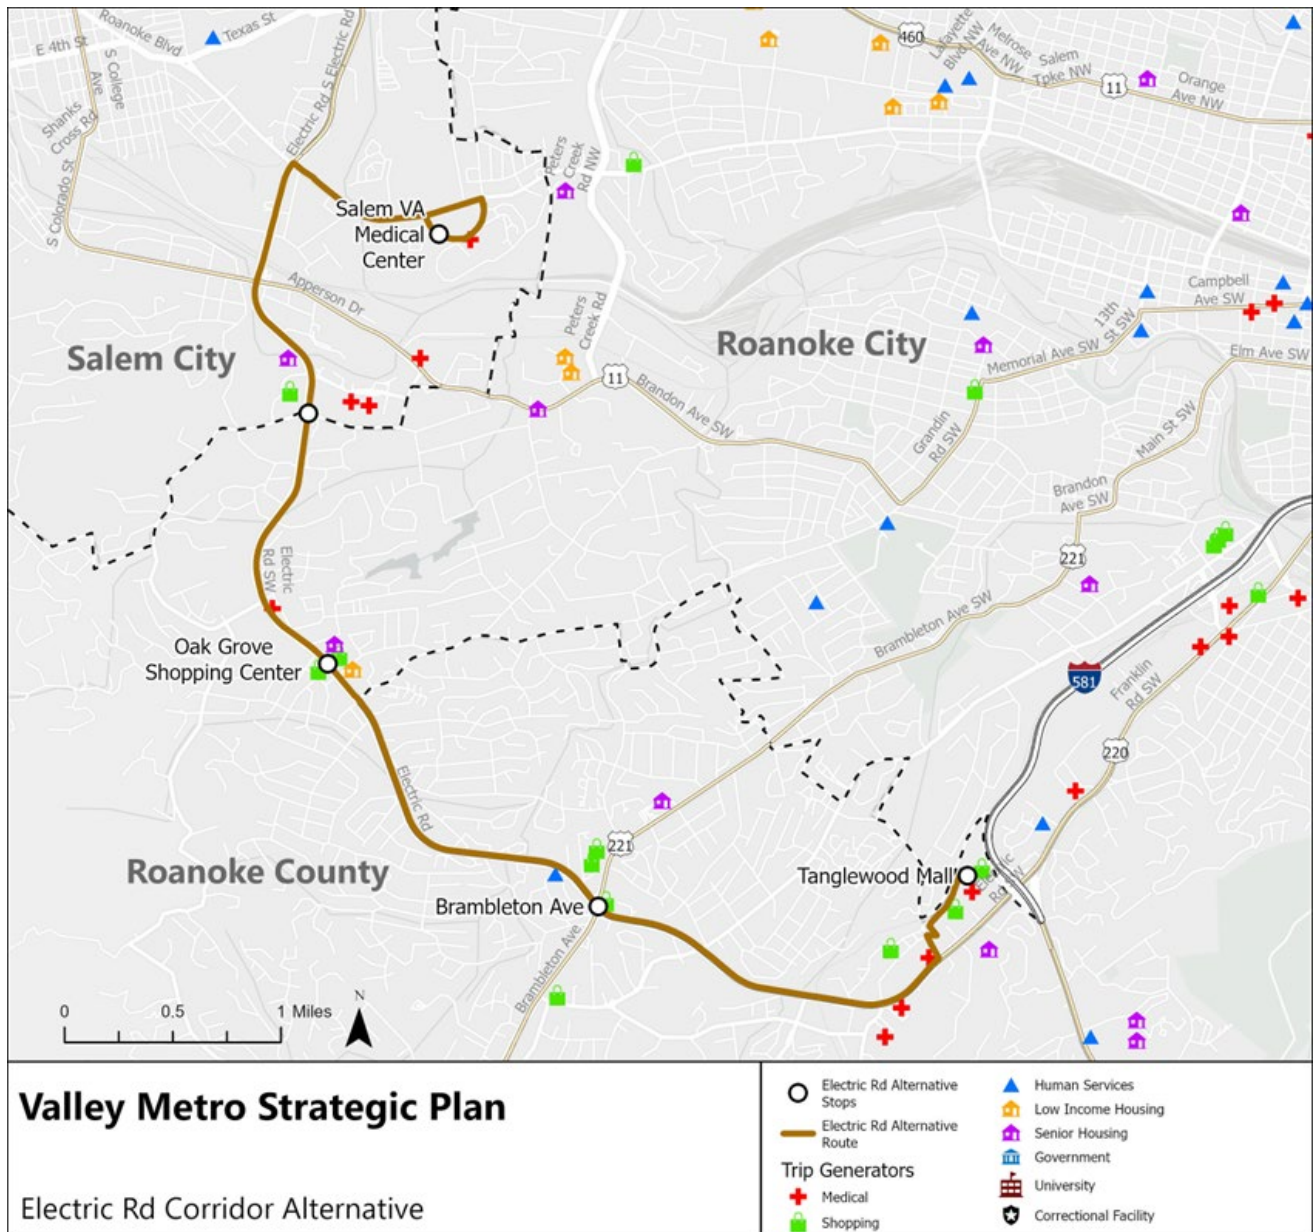 Roanoke Blvd
Texas St
E 4th St
S College
Ave
Shanks
Cross Rd
S Colorado St
Electric Rd
S Electric Rd
Peters
Creek
Rd NW
460
Lafayette
Blvd NW
Melrose
Ave NW
Salem
Tpke NW
11
Orange
Ave NW
Salem VA
Medical
Center
Apperson Dr
Peters
Creek Rd
Salem City
Roanoke City
11
Brandon Ave SW
Memorial Ave SW
13th
St SW
Campbell
Ave SW
Elm Ave SW
Grandin
Rd SW
Main St SW
Brandon
Ave SW
221
Brambleton Ave SW
Electric
Rd SW
Oak Grove
Shopping Center
581
Franklin
Rd SW
220
Electric Rd
Roanoke County
221
Tanglewood Mall
Electric
Rd SW
Brambleton Ave
Brambleton Ave
0 0.5 1 Miles
N
Valley Metro Strategic Plan
Electric Rd Corridor Alternative
Electric Rd Alternative
Stops
Electric Rd Alternative
Route
Trip Generators
Medical
Shopping
Human Services
Low Income Housing
Senior Housing
Government
University
Correctional Facility